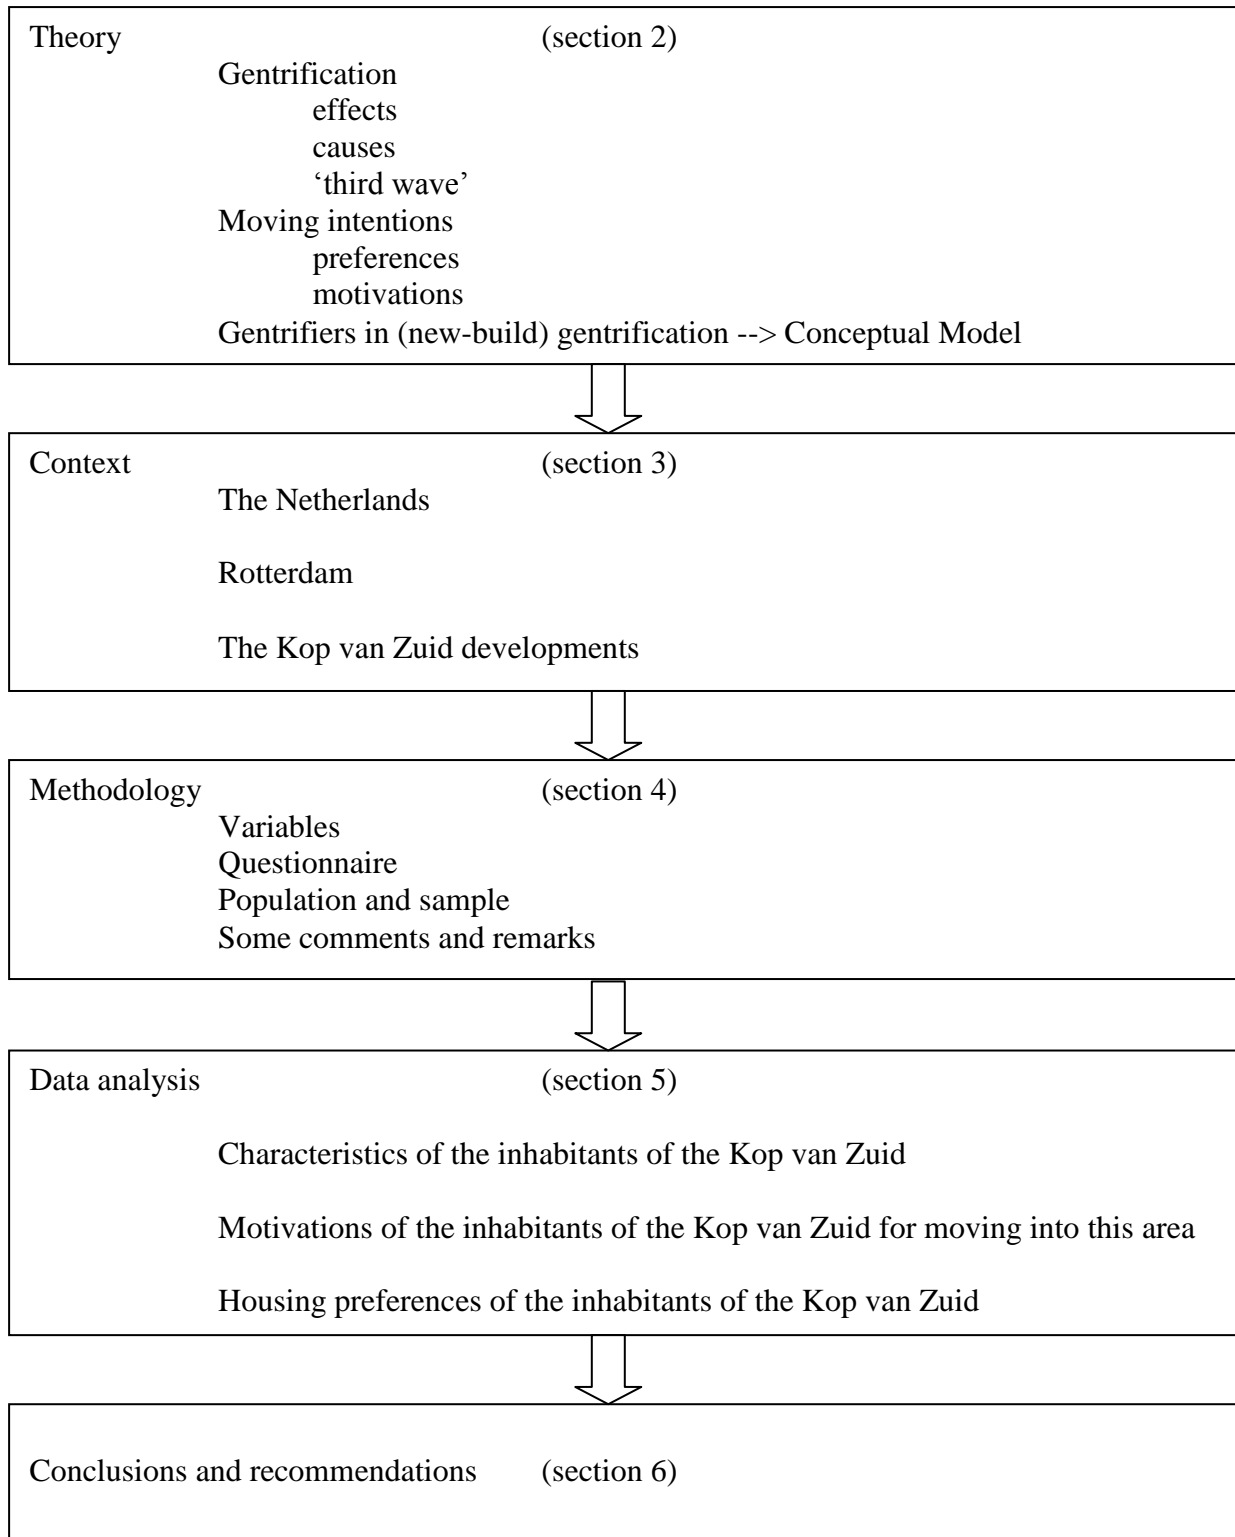 Theory (section 2)
Gentrification
effects
causes
‘third wave’
Moving intentions
preferences
motivations
Gentrifiers in (new-build) gentrification --> Conceptual Model
Context (section 3)
The Netherlands
Rotterdam
The Kop van Zuid developments
Methodology (section 4)
Variables
Questionnaire
Population and sample
Some comments and remarks
Data analysis (section 5)
Characteristics of the inhabitants of the Kop van Zuid
Motivations of the inhabitants of the Kop van Zuid for moving into this area
Housing preferences of the inhabitants of the Kop van Zuid
Conclusions and recommendations (section 6)